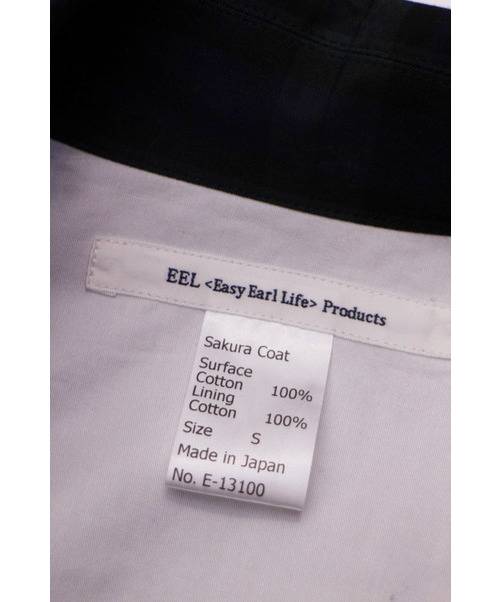 EEL <Easy Earl Life> Products
Sakura Coat
Surface
Cotton 100%
Lining
Cotton 100%
Size S
Made in Japan
No. E-13100